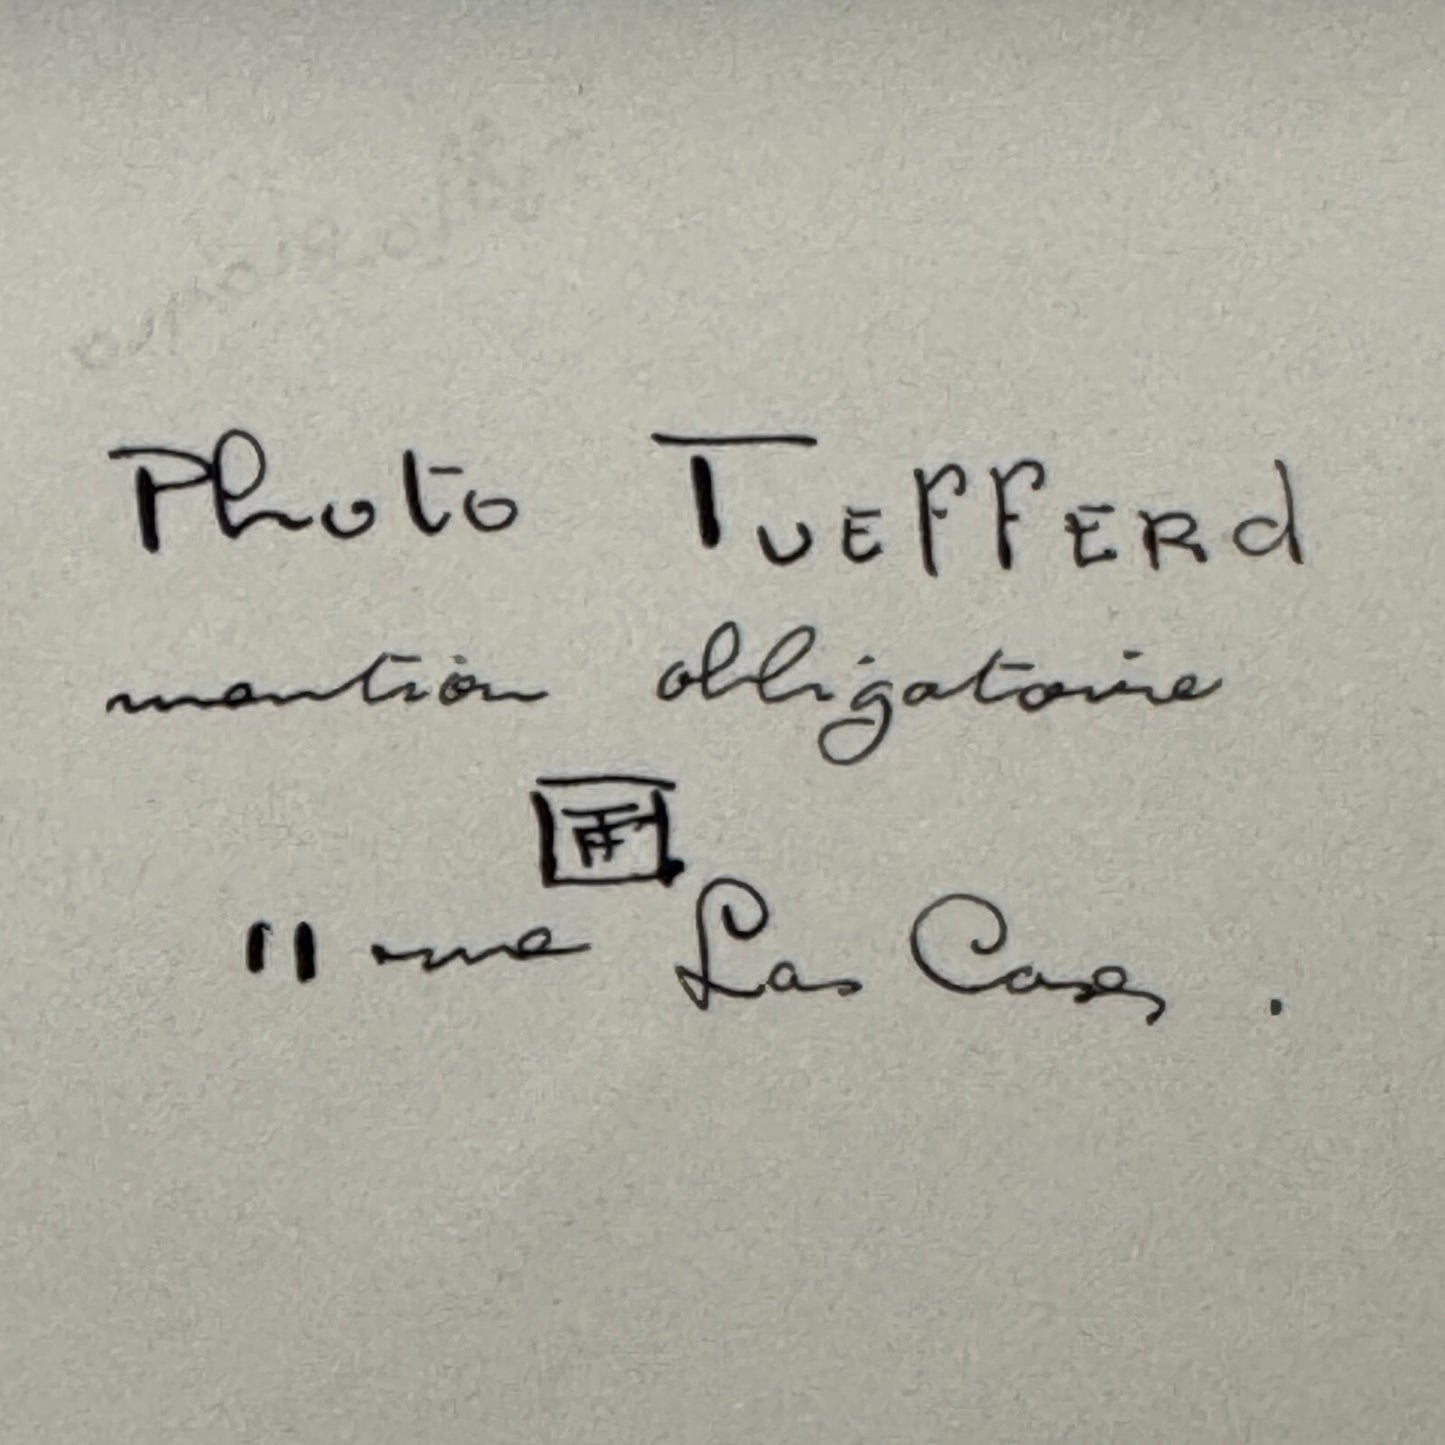 Photo TuEFFERd
mention obligatoire
11 rue Las Cases.